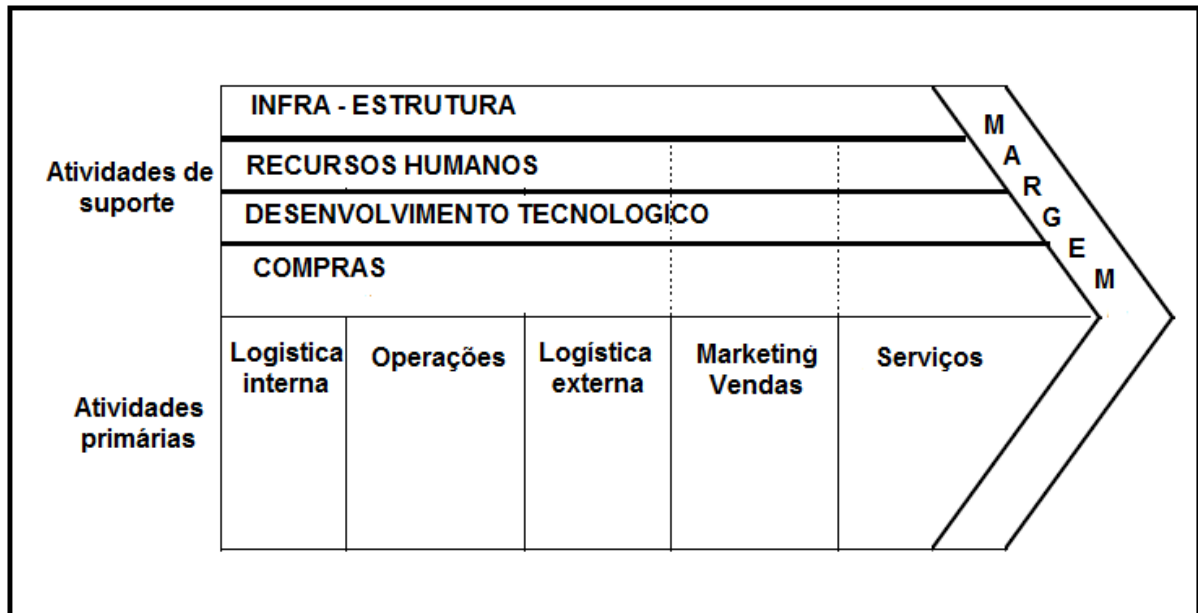 INFRA - ESTRUTURA
RECURSOS HUMANOS
DESENVOLVIMENTO TECNOLOGICO
COMPRAS
Atividades de
suporte
MARGEM
Logistica
interna
Operações
Logística
externa
Marketing
Vendas
Serviços
Atividades
primárias